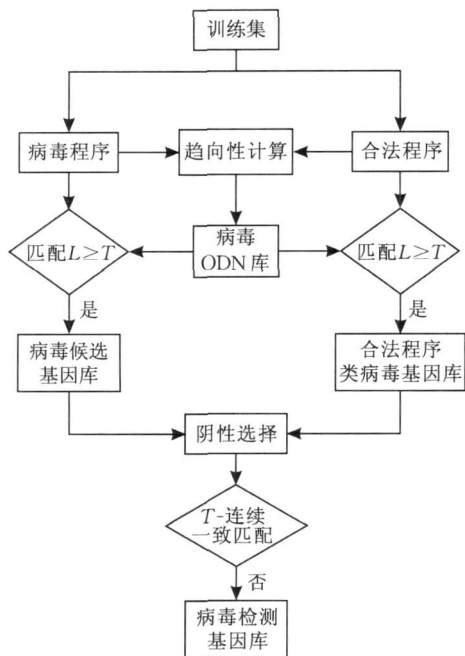 训练集
病毒程序
趋向性计算
合法程序
匹配L≥T
病毒
ODN库
匹配L≥T
是
是
病毒候选
基因库
合法程序
类病毒基因库
阴性选择
T-连续
一致匹配
否
病毒检测
基因库